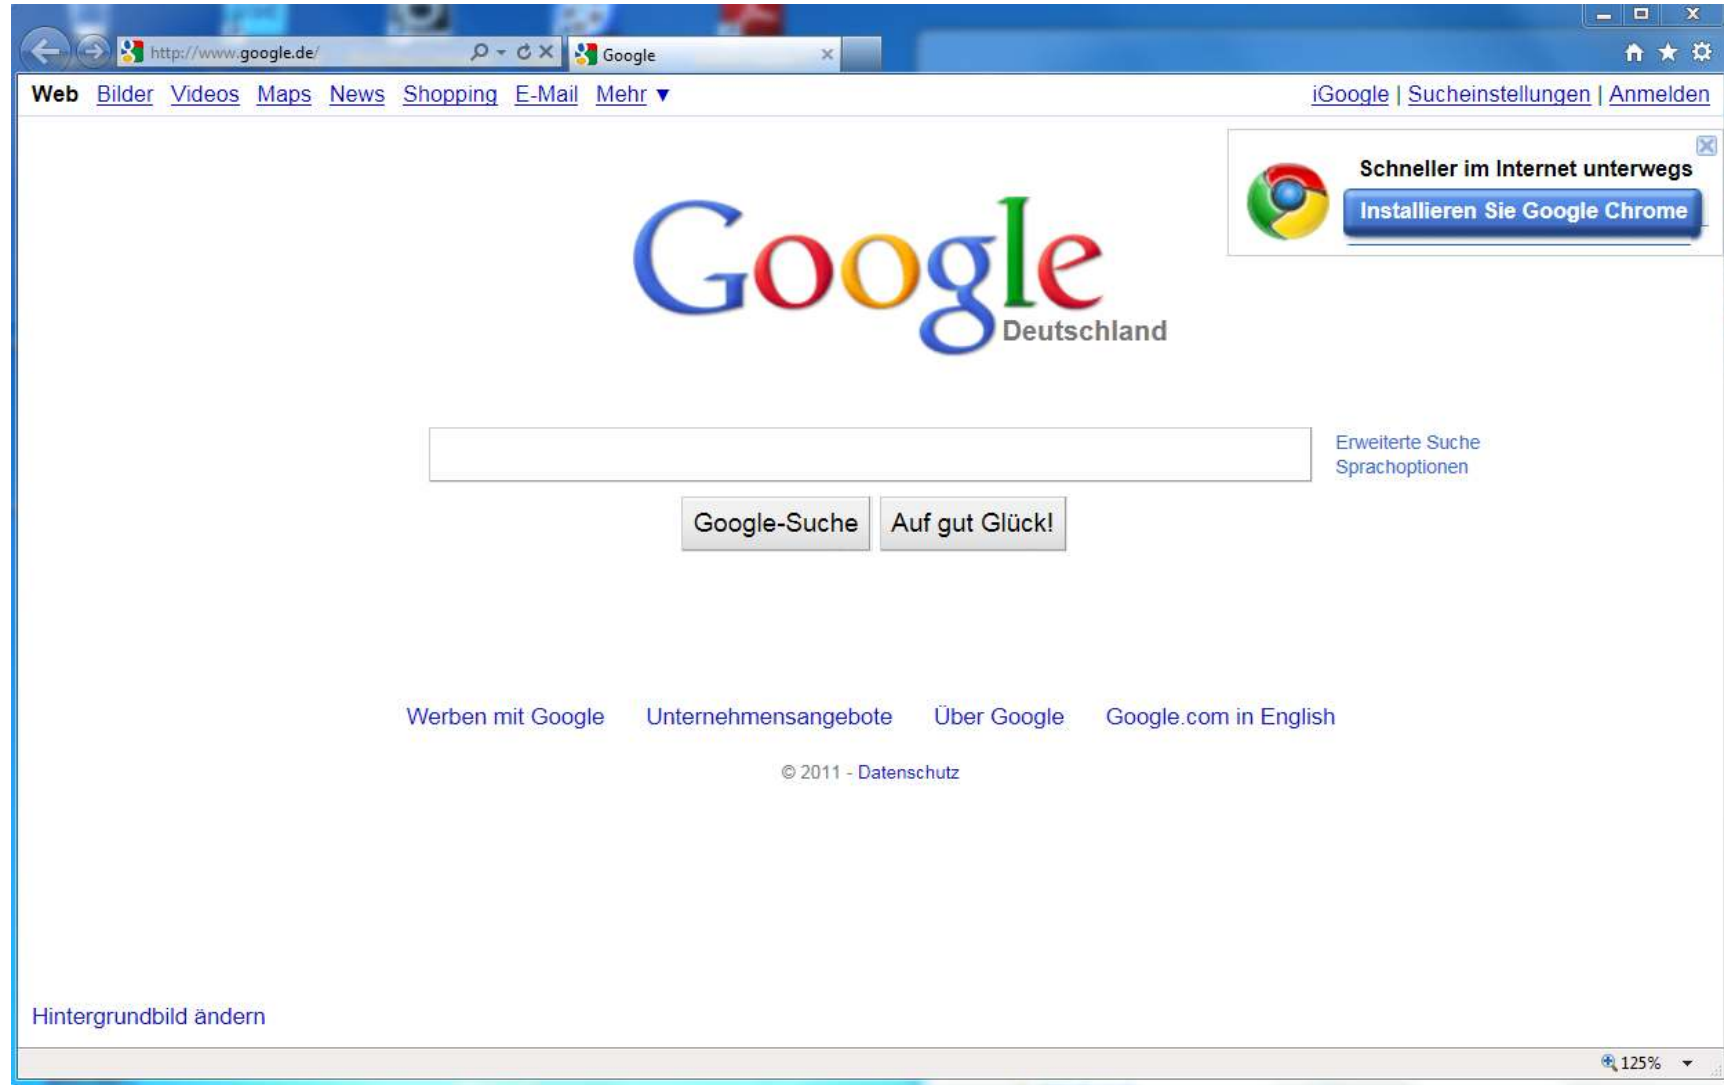 http://www.google.de/
Google
Web Bilder Videos Maps News Shopping E-Mail Mehr ▼
iGoogle | Sucheinstellungen | Anmelden
Schneller im Internet unterwegs
Installieren Sie Google Chrome
Google
Deutschland
Erweiterte Suche
Sprachoptionen
Google-Suche Auf gut Glück!
Werben mit Google Unternehmensangebote Über Google Google.com in English
© 2011 - Datenschutz
Hintergrundbild ändern
125%